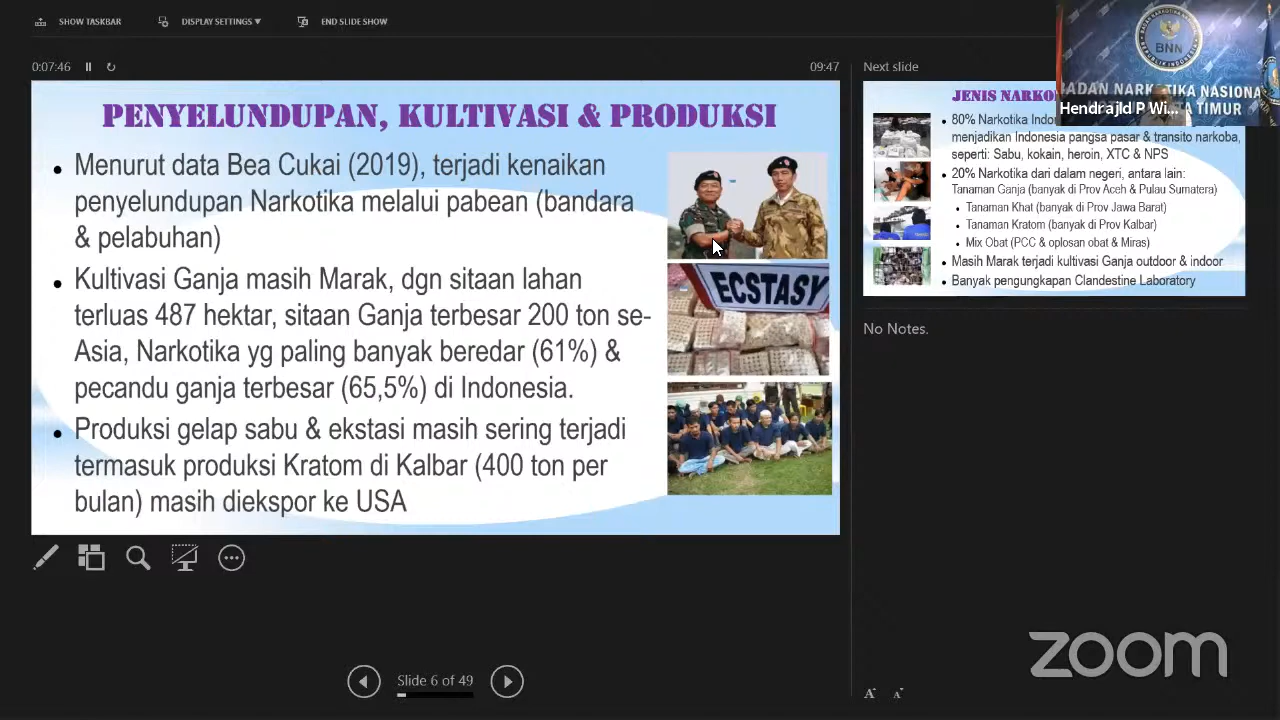 SHOW TASKBAR
DISPLAY SETTINGS
END SLIDE SHOW
0:07:46
09:47
Next slide
PENYELUNDUPAN, KULTIVASI & PRODUKSI
• Menurut data Bea Cukai (2019), terjadi kenaikan
penyelundupan Narkotika melalui pabean (bandara
& pelabuhan)
• Kultivasi Ganja masih Marak, dgn sitaan lahan
terluas 487 hektar, sitaan Ganja terbesar 200 ton se-
Asia, Narkotika yg paling banyak beredar (61%) &
pecandu ganja terbesar (65,5%) di Indonesia.
• Produksi gelap sabu & ekstasi masih sering terjadi
termasuk produksi Kratom di Kalbar (400 ton per
bulan) masih diekspor ke USA
ECSTASY
JENIS
• 80% Narkotika
menjadikan Indonesia pangsa pasar & transito narkoba,
seperti: Sabu, kokain, heroin, XTC & NPS
• 20% Narkotika dari dalam negeri, antara lain:
Tanaman Ganja (banyak di Prov Aceh & Pulau Sumatera)
• Tanaman Khat (banyak di Prov Jawa Barat)
• Tanaman Kratom (banyak di Prov Kalbar)
• Mix Obat (PCC & oplosan obat & Miras)
• Masih Marak terjadi kultivasi Ganja outdoor & indoor
• Banyak pengungkapan Clandestine Laboratory
BNN
TIMUR
Hendrajld P Wi...
No Notes.
Slide 6 of 49
A A
zoom